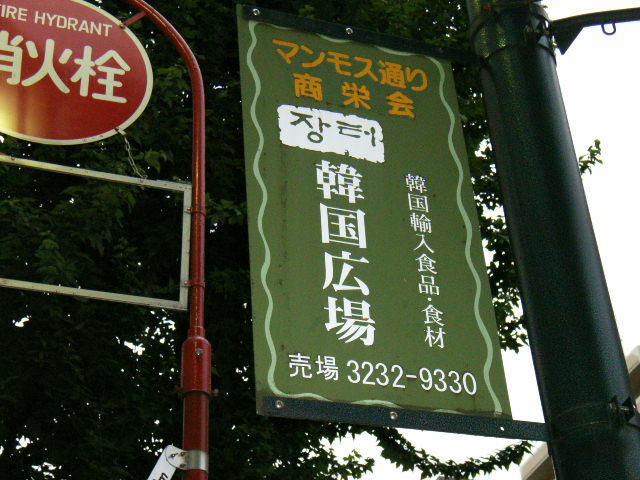 FIRE HYDRANT
消火栓
マンモス通り
商栄会
장터
韓国広場
韓国輸入食品・食材
売場 3232-9330